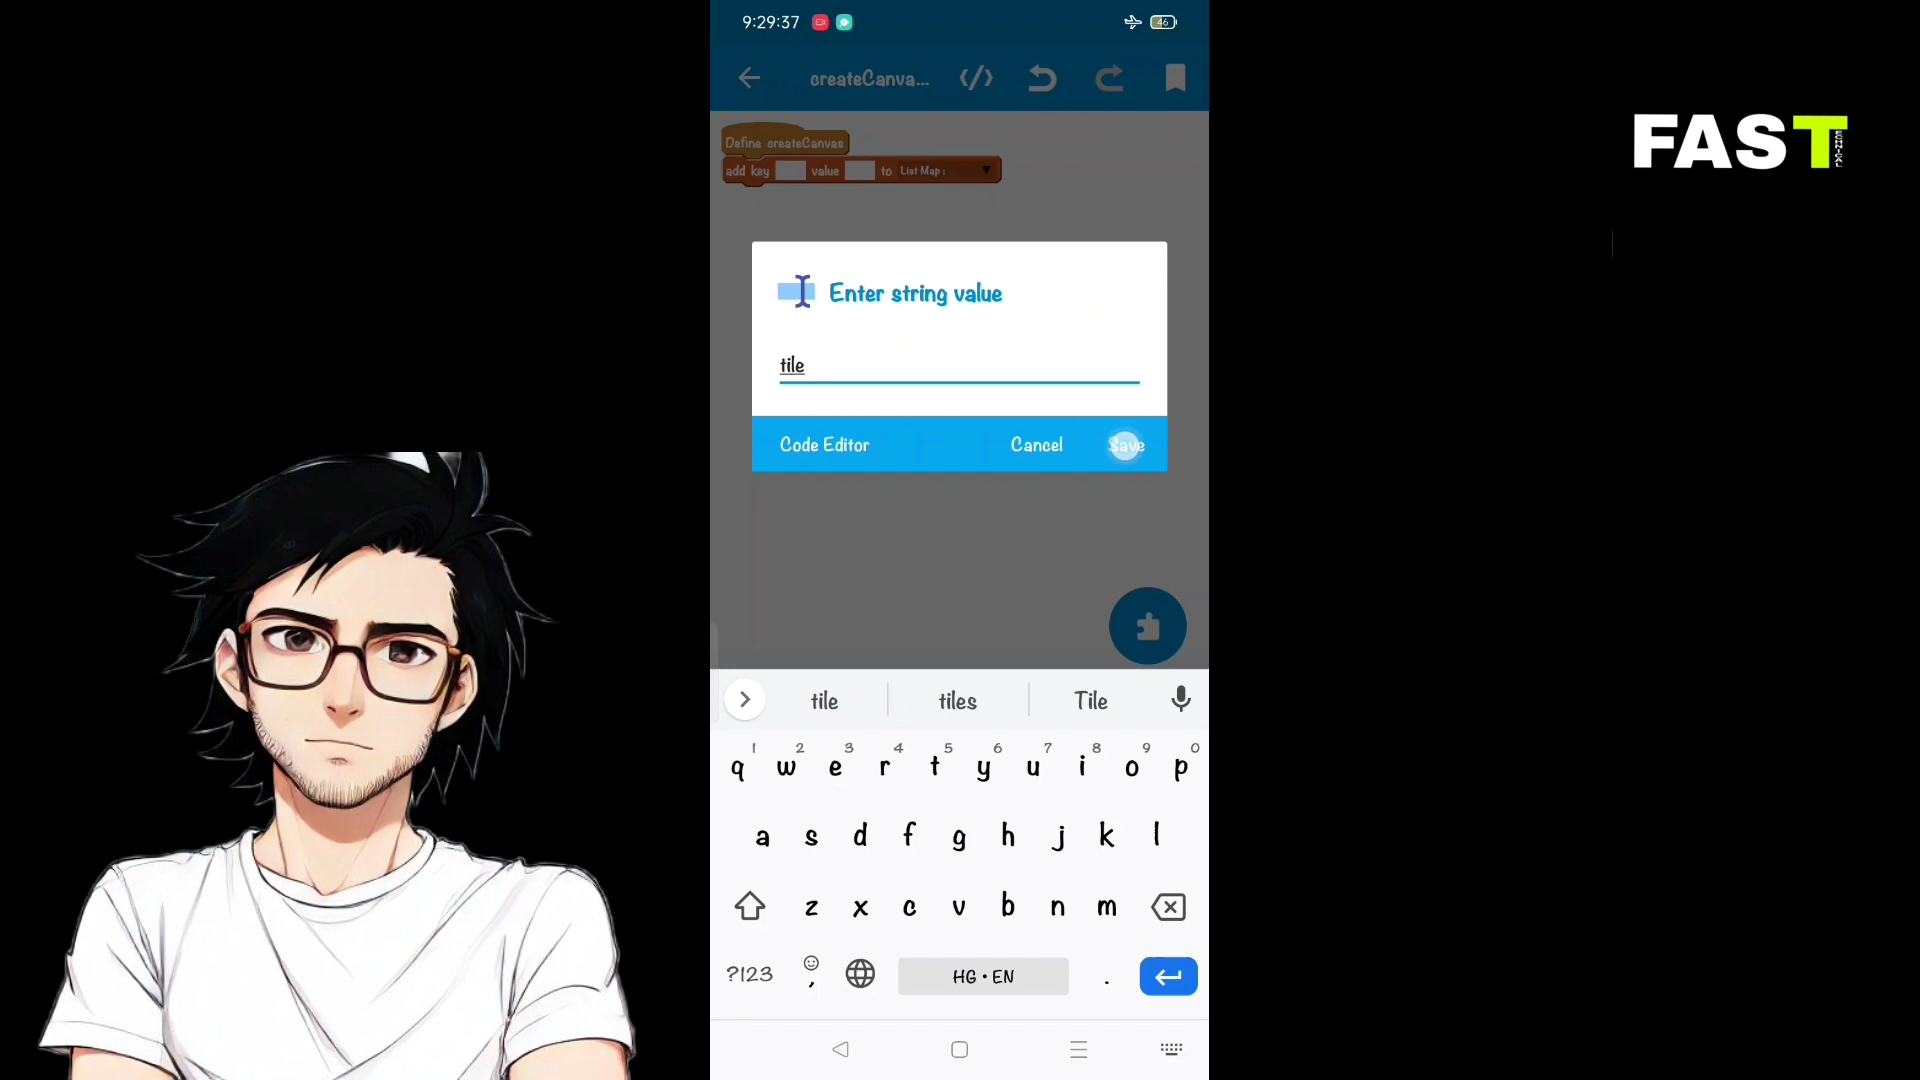 9:29:37
46
createCanva...
FAST
Define createCanvas
add key value to List Map :
Enter string value
tile
Code Editor Cancel Save
tile tiles Tile
1 2 3 4 5 6 7 8 9 0
q w e r t y u i o p
a s d f g h j k l
z x c v b n m
?123 , HG • EN .